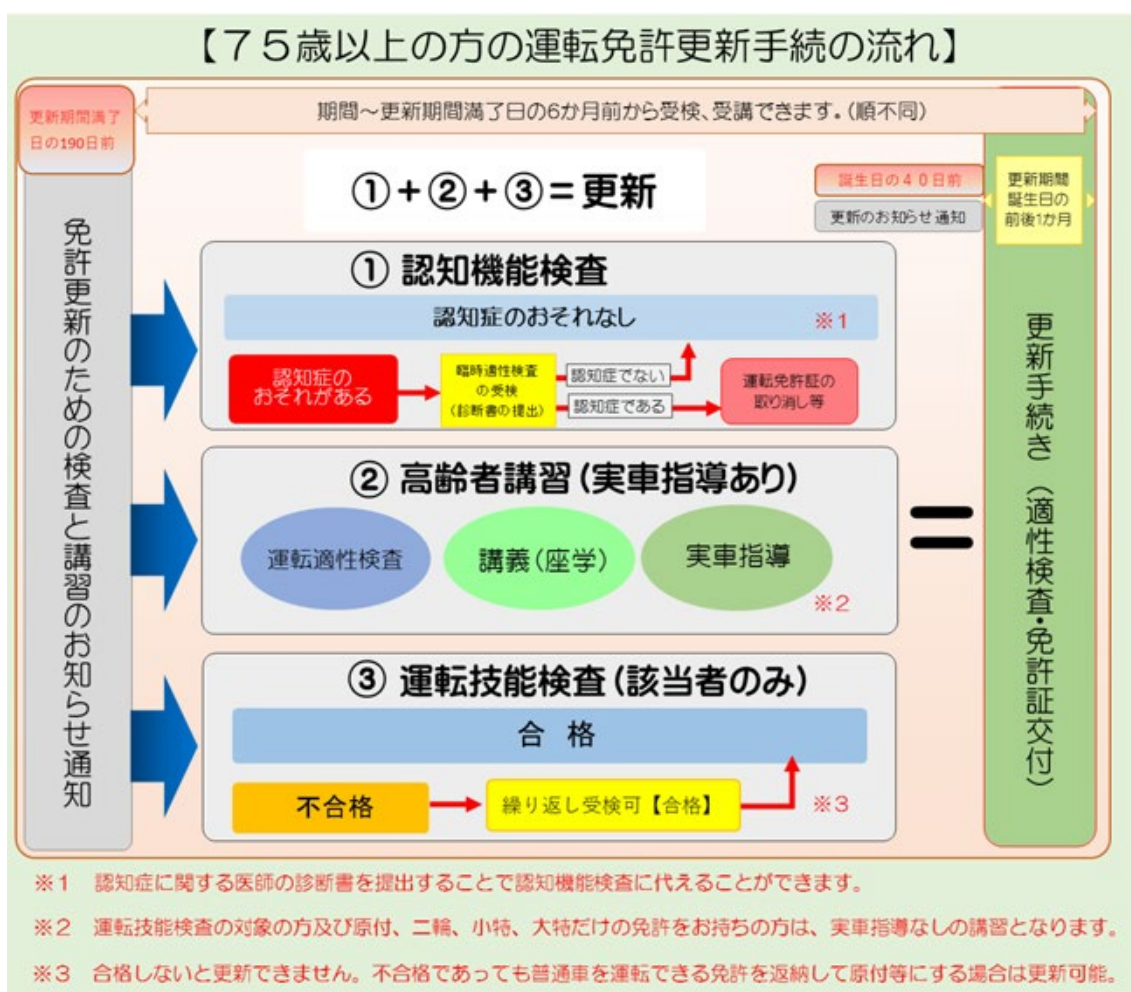 【７５歳以上の方の運転免許更新手続の流れ】
更新期間満了
日の190日前
期間～更新期間満了日の6か月前から受検、受講できます。(順不同)
免許更新のための検査と講習のお知らせ通知
①＋②＋③＝更新
誕生日の４０日前
更新のお知らせ通知
更新期間
誕生日の
前後1か月
① 認知機能検査
認知症のおそれなし
※１
認知症の
おそれがある
臨時適性検査
の受検
(診断書の提出)
認知症でない
認知症である
運転免許証の
取り消し等
② 高齢者講習(実車指導あり)
運転適性検査
講義(座学)
実車指導
※２
③ 運転技能検査(該当者のみ)
合　格
不合格
繰り返し受検可【合格】
※３
＝
更新手続き（適性検査・免許証交付）
※１　認知症に関する医師の診断書を提出することで認知機能検査に代えることができます。
※２　運転技能検査の対象の方及び原付、二輪、小特、大特だけの免許をお持ちの方は、実車指導なしの講習となります。
※３　合格しないと更新できません。不合格であっても普通車を運転できる免許を返納して原付等にする場合は更新可能。